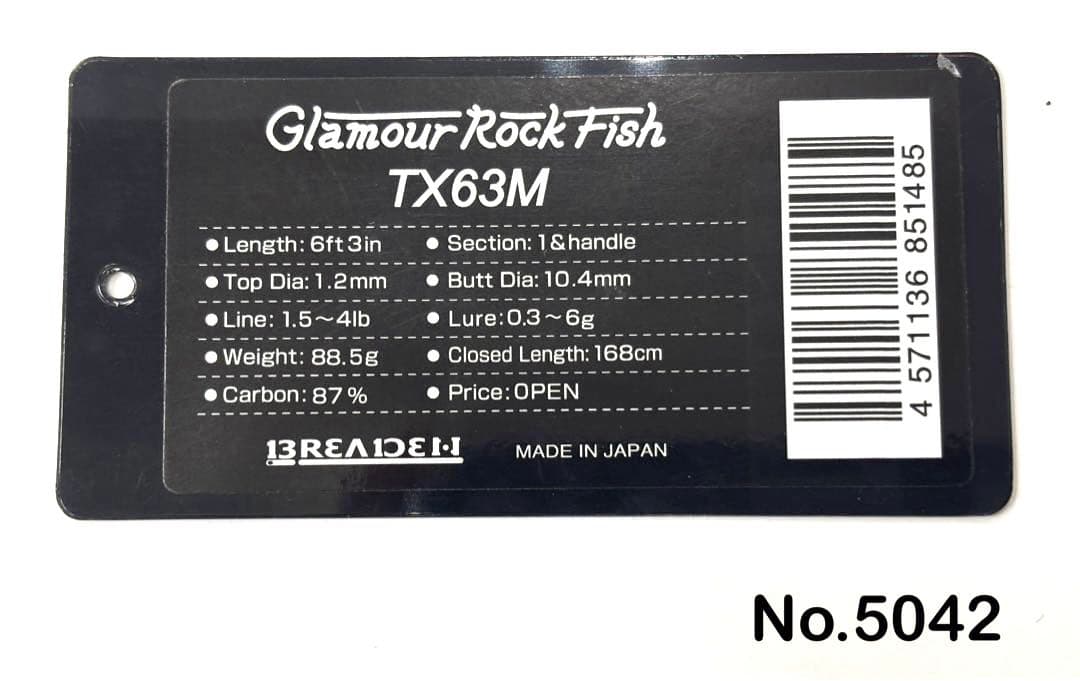 Glamour Rock Fish
TX63M
●Length: 6ft 3in ●Section: 1&handle
●Top Dia: 1.2mm ●Butt Dia: 10.4mm
●Line: 1.5～4lb ●Lure: 0.3～6g
●Weight: 88.5g ●Closed Length: 168cm
●Carbon: 87% ●Price: OPEN
BREADEN MADE IN JAPAN
4 571136 851485
No.5042